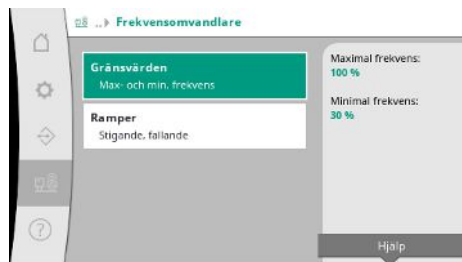 ..▸ Frekvensomvandlare
Gränsvärden
Max- och min. frekvens
Ramper
Stigande, fallande
Maximal frekvens:
100 %
Minimal frekvens:
30 %
?
Hjälp